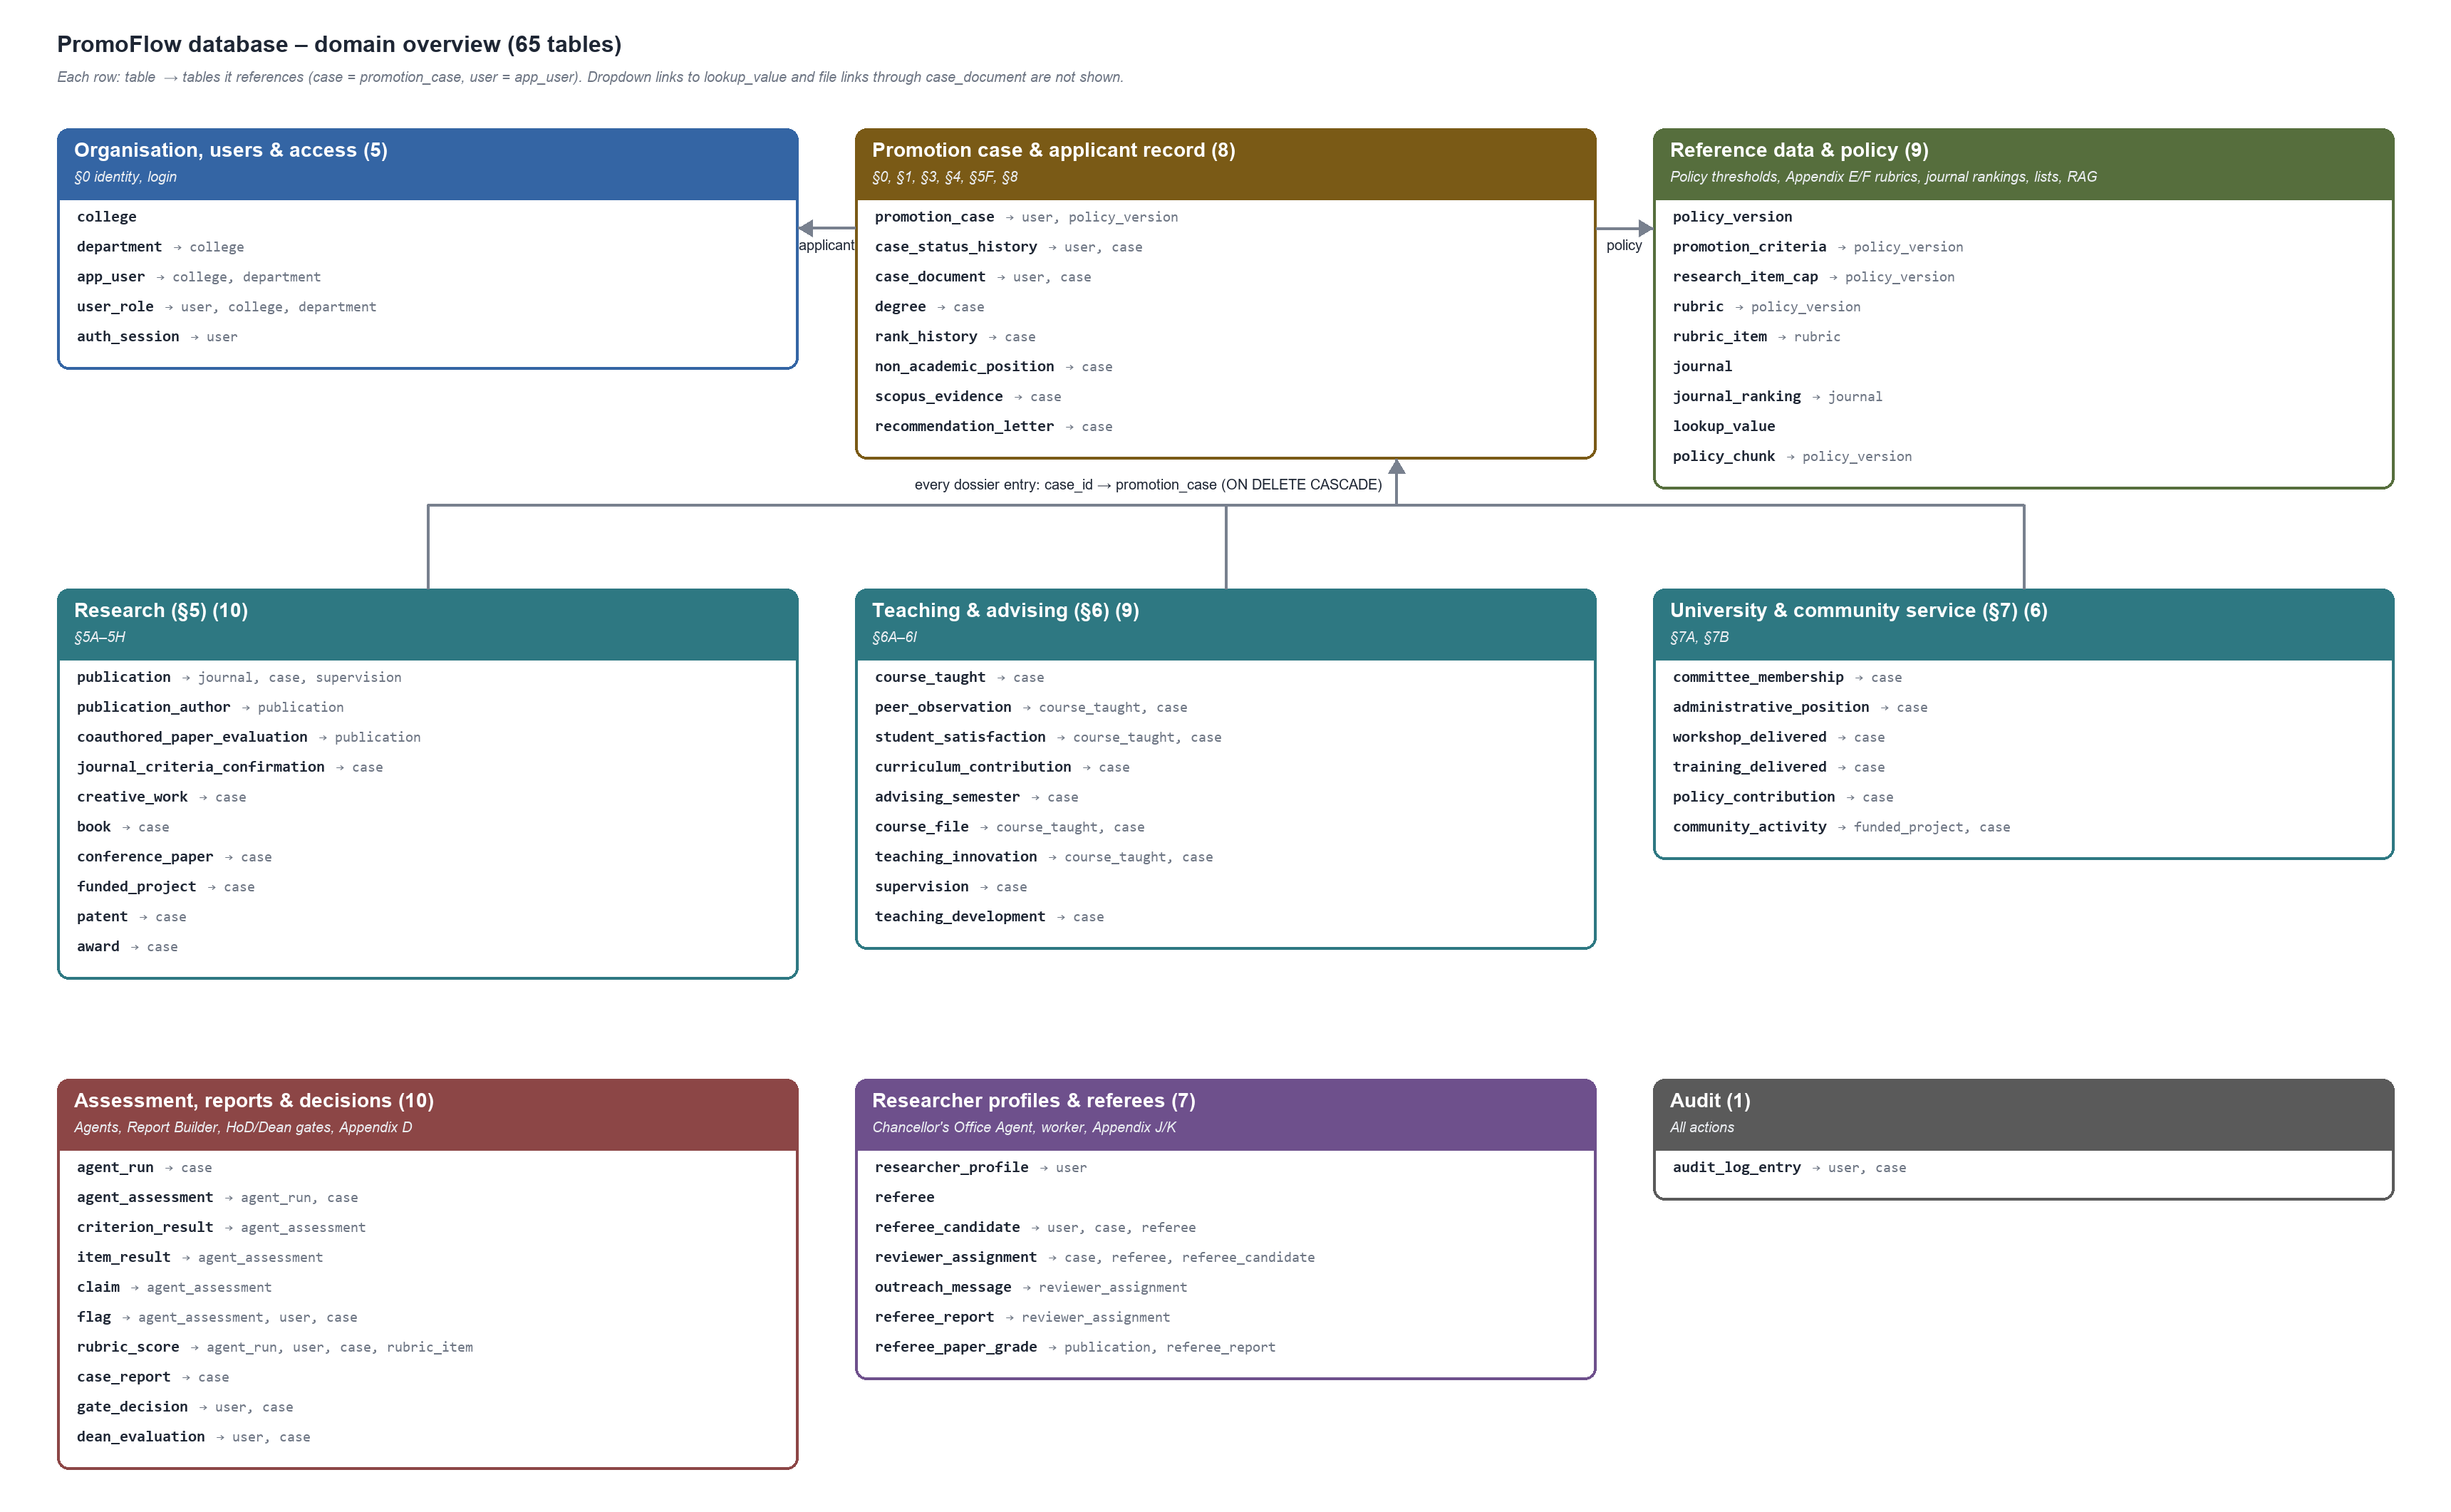 PromoFlow database – domain overview (65 tables)
Each row: table → tables it references (case = promotion_case, user = app_user). Dropdown links to lookup_value and file links through case_document are not shown.
Organisation, users & access (5)
§0 identity, login
college
department → college
app_user → college, department
user_role → user, college, department
auth_session → user
applicant
Promotion case & applicant record (8)
§0, §1, §3, §4, §5F, §8
promotion_case → user, policy_version
case_status_history → user, case
case_document → user, case
degree → case
rank_history → case
non_academic_position → case
scopus_evidence → case
recommendation_letter → case
policy
Reference data & policy (9)
Policy thresholds, Appendix E/F rubrics, journal rankings, lists, RAG
policy_version
promotion_criteria → policy_version
research_item_cap → policy_version
rubric → policy_version
rubric_item → rubric
journal
journal_ranking → journal
lookup_value
policy_chunk → policy_version
every dossier entry: case_id → promotion_case (ON DELETE CASCADE)
Research (§5) (10)
§5A–5H
publication → journal, case, supervision
publication_author → publication
coauthored_paper_evaluation → publication
journal_criteria_confirmation → case
creative_work → case
book → case
conference_paper → case
funded_project → case
patent → case
award → case
Teaching & advising (§6) (9)
§6A–6I
course_taught → case
peer_observation → course_taught, case
student_satisfaction → course_taught, case
curriculum_contribution → case
advising_semester → case
course_file → course_taught, case
teaching_innovation → course_taught, case
supervision → case
teaching_development → case
University & community service (§7) (6)
§7A, §7B
committee_membership → case
administrative_position → case
workshop_delivered → case
training_delivered → case
policy_contribution → case
community_activity → funded_project, case
Assessment, reports & decisions (10)
Agents, Report Builder, HoD/Dean gates, Appendix D
agent_run → case
agent_assessment → agent_run, case
criterion_result → agent_assessment
item_result → agent_assessment
claim → agent_assessment
flag → agent_assessment, user, case
rubric_score → agent_run, user, case, rubric_item
case_report → case
gate_decision → user, case
dean_evaluation → user, case
Researcher profiles & referees (7)
Chancellor's Office Agent, worker, Appendix J/K
researcher_profile → user
referee
referee_candidate → user, case, referee
reviewer_assignment → case, referee, referee_candidate
outreach_message → reviewer_assignment
referee_report → reviewer_assignment
referee_paper_grade → publication, referee_report
Audit (1)
All actions
audit_log_entry → user, case